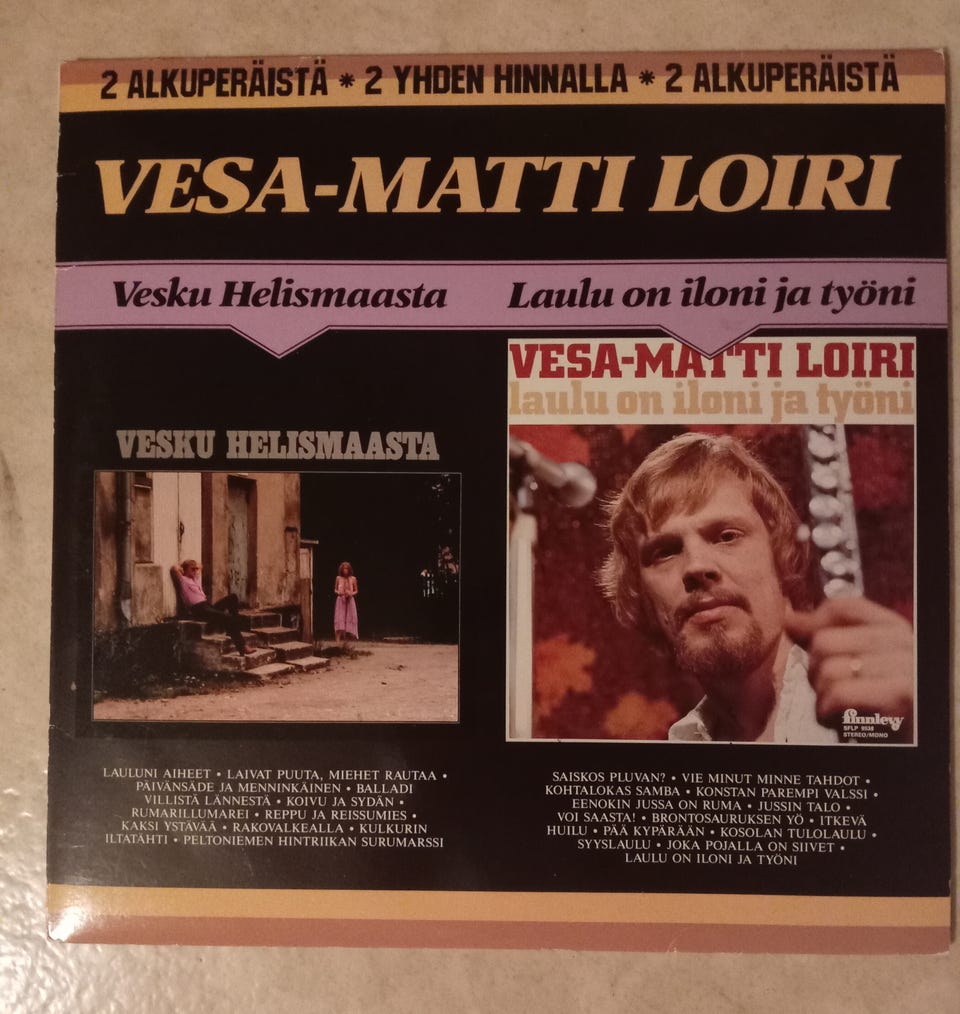 2 ALKUPERÄISTÄ * 2 YHDEN HINNALLA * 2 ALKUPERÄISTÄ
VESA-MATTI LOIRI
Vesku Helismaasta
Laulu on iloni ja työni
VESKU HELISMAASTA
LAULUNI AIHEET • LAIVAT PUUTA, MIEHET RAUTAA •
PÄIVÄNSÄDE JA MENNINKÄINEN • BALLADI
VILLISTÄ LÄNNESTÄ • KOIVU JA SYDÄN •
RUMARILLUMAREI • REPPU JA REISSUMIES •
KAKSI YSTÄVÄÄ • RAKOVALKEALLA • KULKURIN
ILTATÄHTI • PELTONIEMEN HINTRIIKAN SURUMARSSI
VESA-MATTI LOIRI
laulu on iloni ja työni
finnlevy
SFLP 9538
STEREO/MONO
SAISKOS PLUVAN? • VIE MINUT MINNE TAHDOT •
KOHTALOKAS SAMBA • KONSTAN PAREMPI VALSSI •
EENOKIN JUSSA ON RUMA • JUSSIN TALO •
VOI SAASTA! • BRONTOSAURUKSEN YÖ • ITKEVÄ
HUILU • PÄÄ KYPÄRÄÄN • KOSOLAN TULOLAULU •
SYYSLAULU • JOKA POJALLA ON SIIVET •
LAULU ON ILONI JA TYÖNI